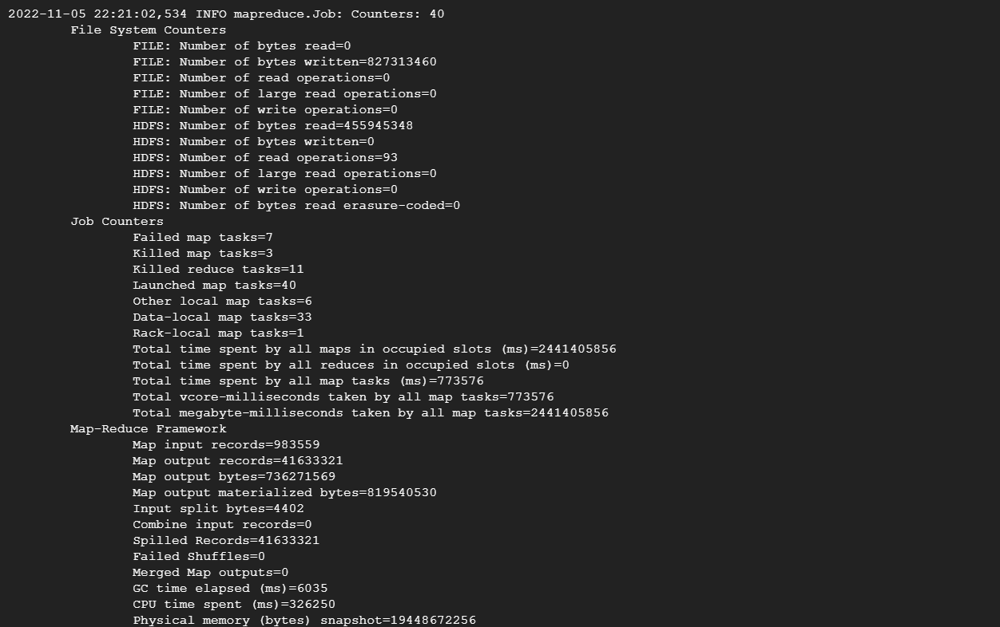 2022-11-05 22:21:02,534 INFO mapreduce.Job: Counters: 40
File System Counters
FILE: Number of bytes read=0
FILE: Number of bytes written=827313460
FILE: Number of read operations=0
FILE: Number of large read operations=0
FILE: Number of write operations=0
HDFS: Number of bytes read=455945348
HDFS: Number of bytes written=0
HDFS: Number of read operations=93
HDFS: Number of large read operations=0
HDFS: Number of write operations=0
HDFS: Number of bytes read erasure-coded=0
Job Counters
Failed map tasks=7
Killed map tasks=3
Killed reduce tasks=11
Launched map tasks=40
Other local map tasks=6
Data-local map tasks=33
Rack-local map tasks=1
Total time spent by all maps in occupied slots (ms)=2441405856
Total time spent by all reduces in occupied slots (ms)=0
Total time spent by all map tasks (ms)=773576
Total vcore-milliseconds taken by all map tasks=773576
Total megabyte-milliseconds taken by all map tasks=2441405856
Map-Reduce Framework
Map input records=983559
Map output records=41633321
Map output bytes=736271569
Map output materialized bytes=819540530
Input split bytes=4402
Combine input records=0
Spilled Records=41633321
Failed Shuffles=0
Merged Map outputs=0
GC time elapsed (ms)=6035
CPU time spent (ms)=326250
Physical memory (bytes) snapshot=19448672256